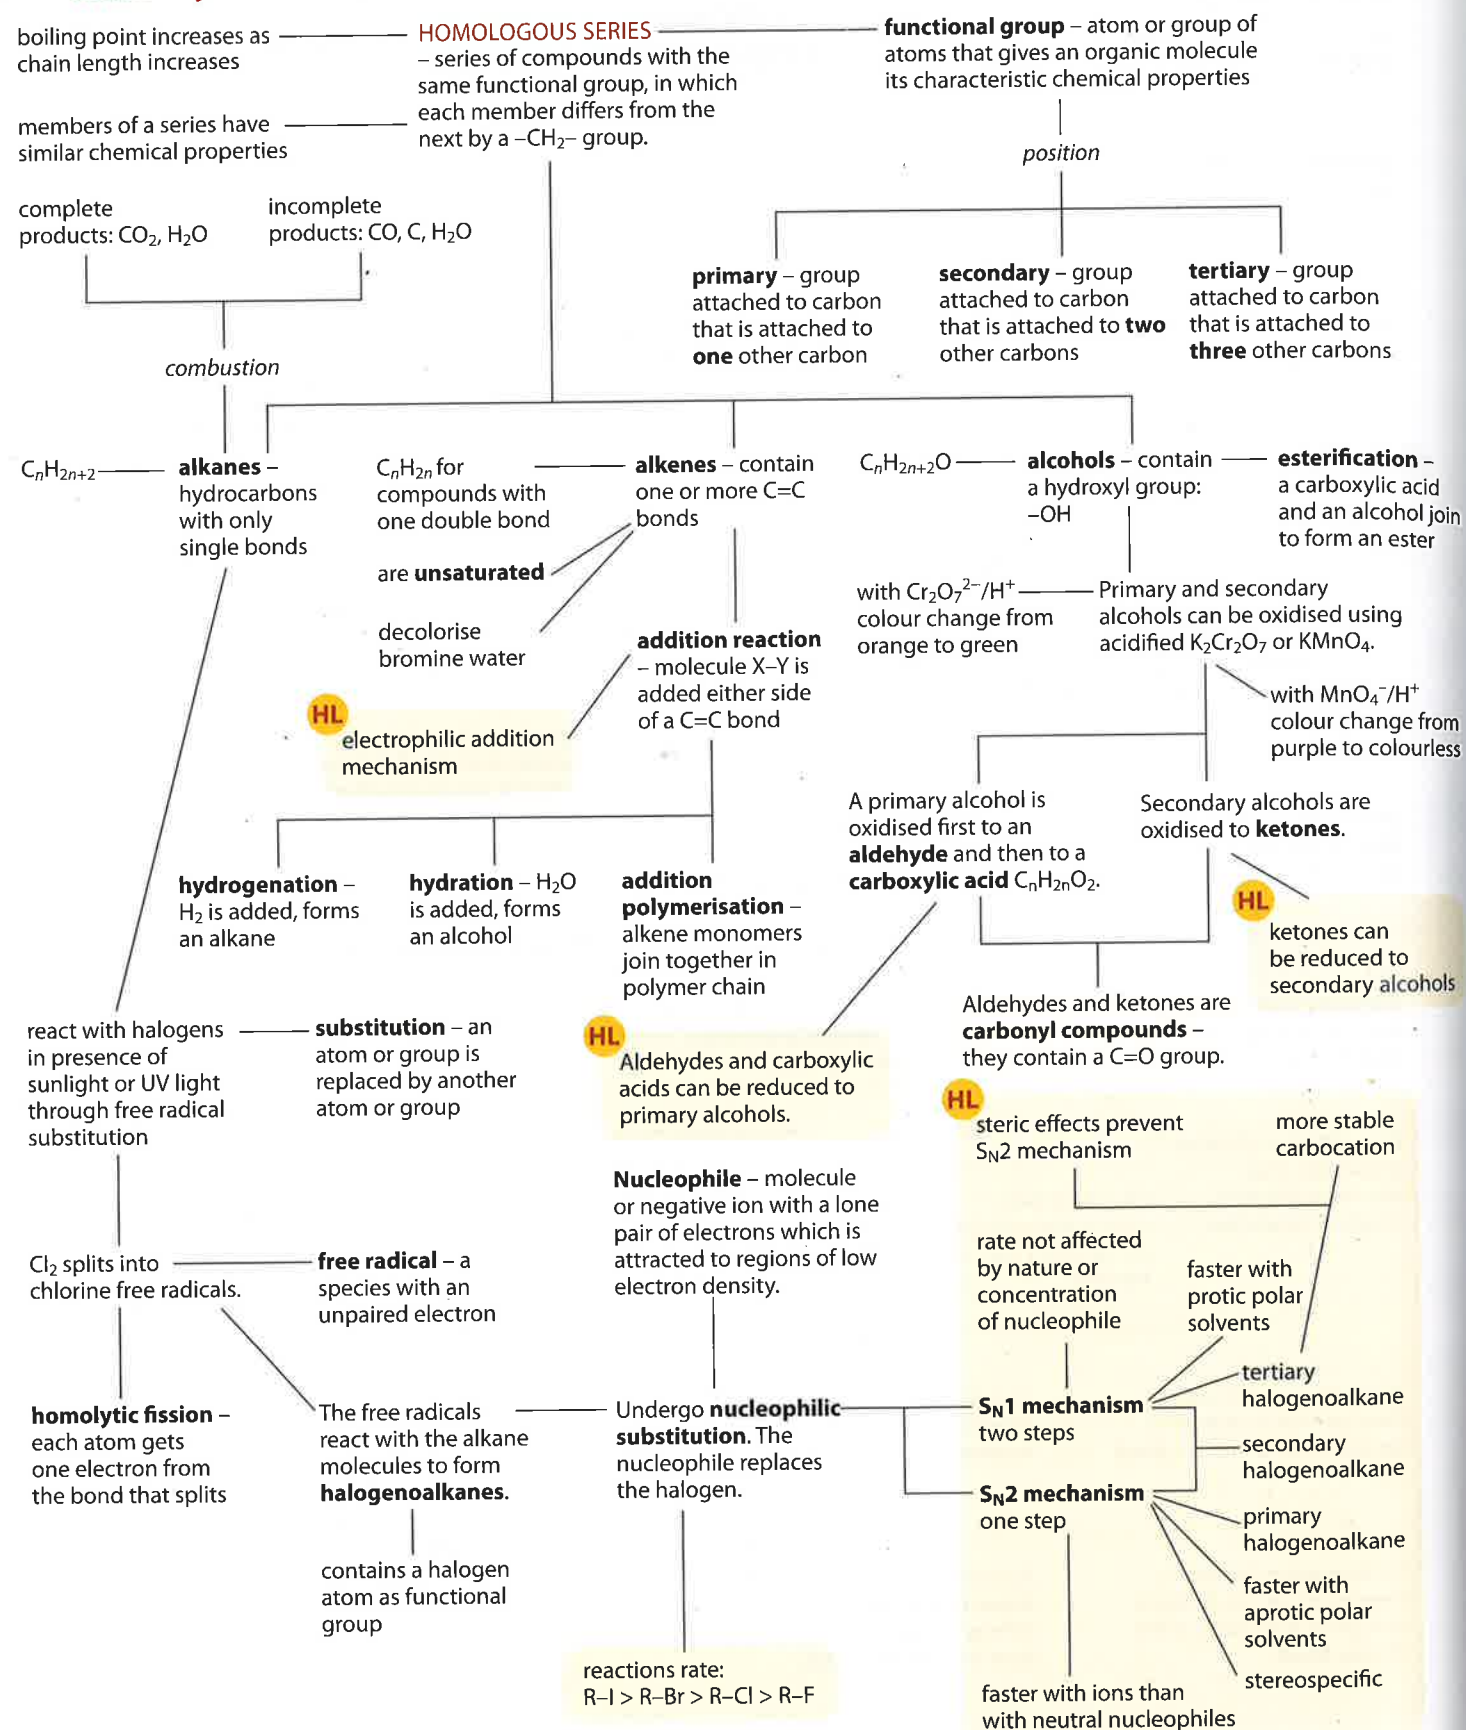 boiling point increases as
chain length increases
HOMOLOGOUS SERIES
– series of compounds with the
same functional group, in which
each member differs from the
next by a –CH₂– group.
functional group – atom or group of
atoms that gives an organic molecule
its characteristic chemical properties
members of a series have
similar chemical properties
position
complete
products: CO₂, H₂O
incomplete
products: CO, C, H₂O
primary – group
attached to carbon
that is attached to
one other carbon
secondary – group
attached to carbon
that is attached to two
other carbons
tertiary – group
attached to carbon
that is attached to
three other carbons
combustion
CₙH₂ₙ₊₂
alkanes –
hydrocarbons
with only
single bonds
CₙH₂ₙ for
compounds with
one double bond
alkenes – contain
one or more C=C
bonds
CₙH₂ₙ₊₂O
alcohols – contain
a hydroxyl group:
–OH
esterification –
a carboxylic acid
and an alcohol join
to form an ester
are unsaturated
decolorise
bromine water
with Cr₂O₇²⁻/H⁺
colour change from
orange to green
Primary and secondary
alcohols can be oxidised using
acidified K₂Cr₂O₇ or KMnO₄.
addition reaction
– molecule X–Y is
added either side
of a C=C bond
with MnO₄⁻/H⁺
colour change from
purple to colourless
HL
electrophilic addition
mechanism
A primary alcohol is
oxidised first to an
aldehyde and then to a
carboxylic acid CₙH₂ₙO₂.
Secondary alcohols are
oxidised to ketones.
hydrogenation –
H₂ is added, forms
an alkane
hydration – H₂O
is added, forms
an alcohol
addition
polymerisation –
alkene monomers
join together in
polymer chain
HL
ketones can
be reduced to
secondary alcohols
Aldehydes and ketones are
carbonyl compounds –
they contain a C=O group.
react with halogens
in presence of
sunlight or UV light
through free radical
substitution
substitution – an
atom or group is
replaced by another
atom or group
HL
Aldehydes and carboxylic
acids can be reduced to
primary alcohols.
HL
steric effects prevent
Sɴ2 mechanism
more stable
carbocation
Nucleophile – molecule
or negative ion with a lone
pair of electrons which is
attracted to regions of low
electron density.
rate not affected
by nature or
concentration
of nucleophile
faster with
protic polar
solvents
Cl₂ splits into
chlorine free radicals.
free radical – a
species with an
unpaired electron
tertiary
halogenoalkane
homolytic fission –
each atom gets
one electron from
the bond that splits
The free radicals
react with the alkane
molecules to form
halogenoalkanes.
Undergo nucleophilic
substitution. The
nucleophile replaces
the halogen.
Sɴ1 mechanism
two steps
secondary
halogenoalkane
Sɴ2 mechanism
one step
primary
halogenoalkane
contains a halogen
atom as functional
group
faster with
aprotic polar
solvents
stereospecific
reactions rate:
R–I > R–Br > R–Cl > R–F
faster with ions than
with neutral nucleophiles